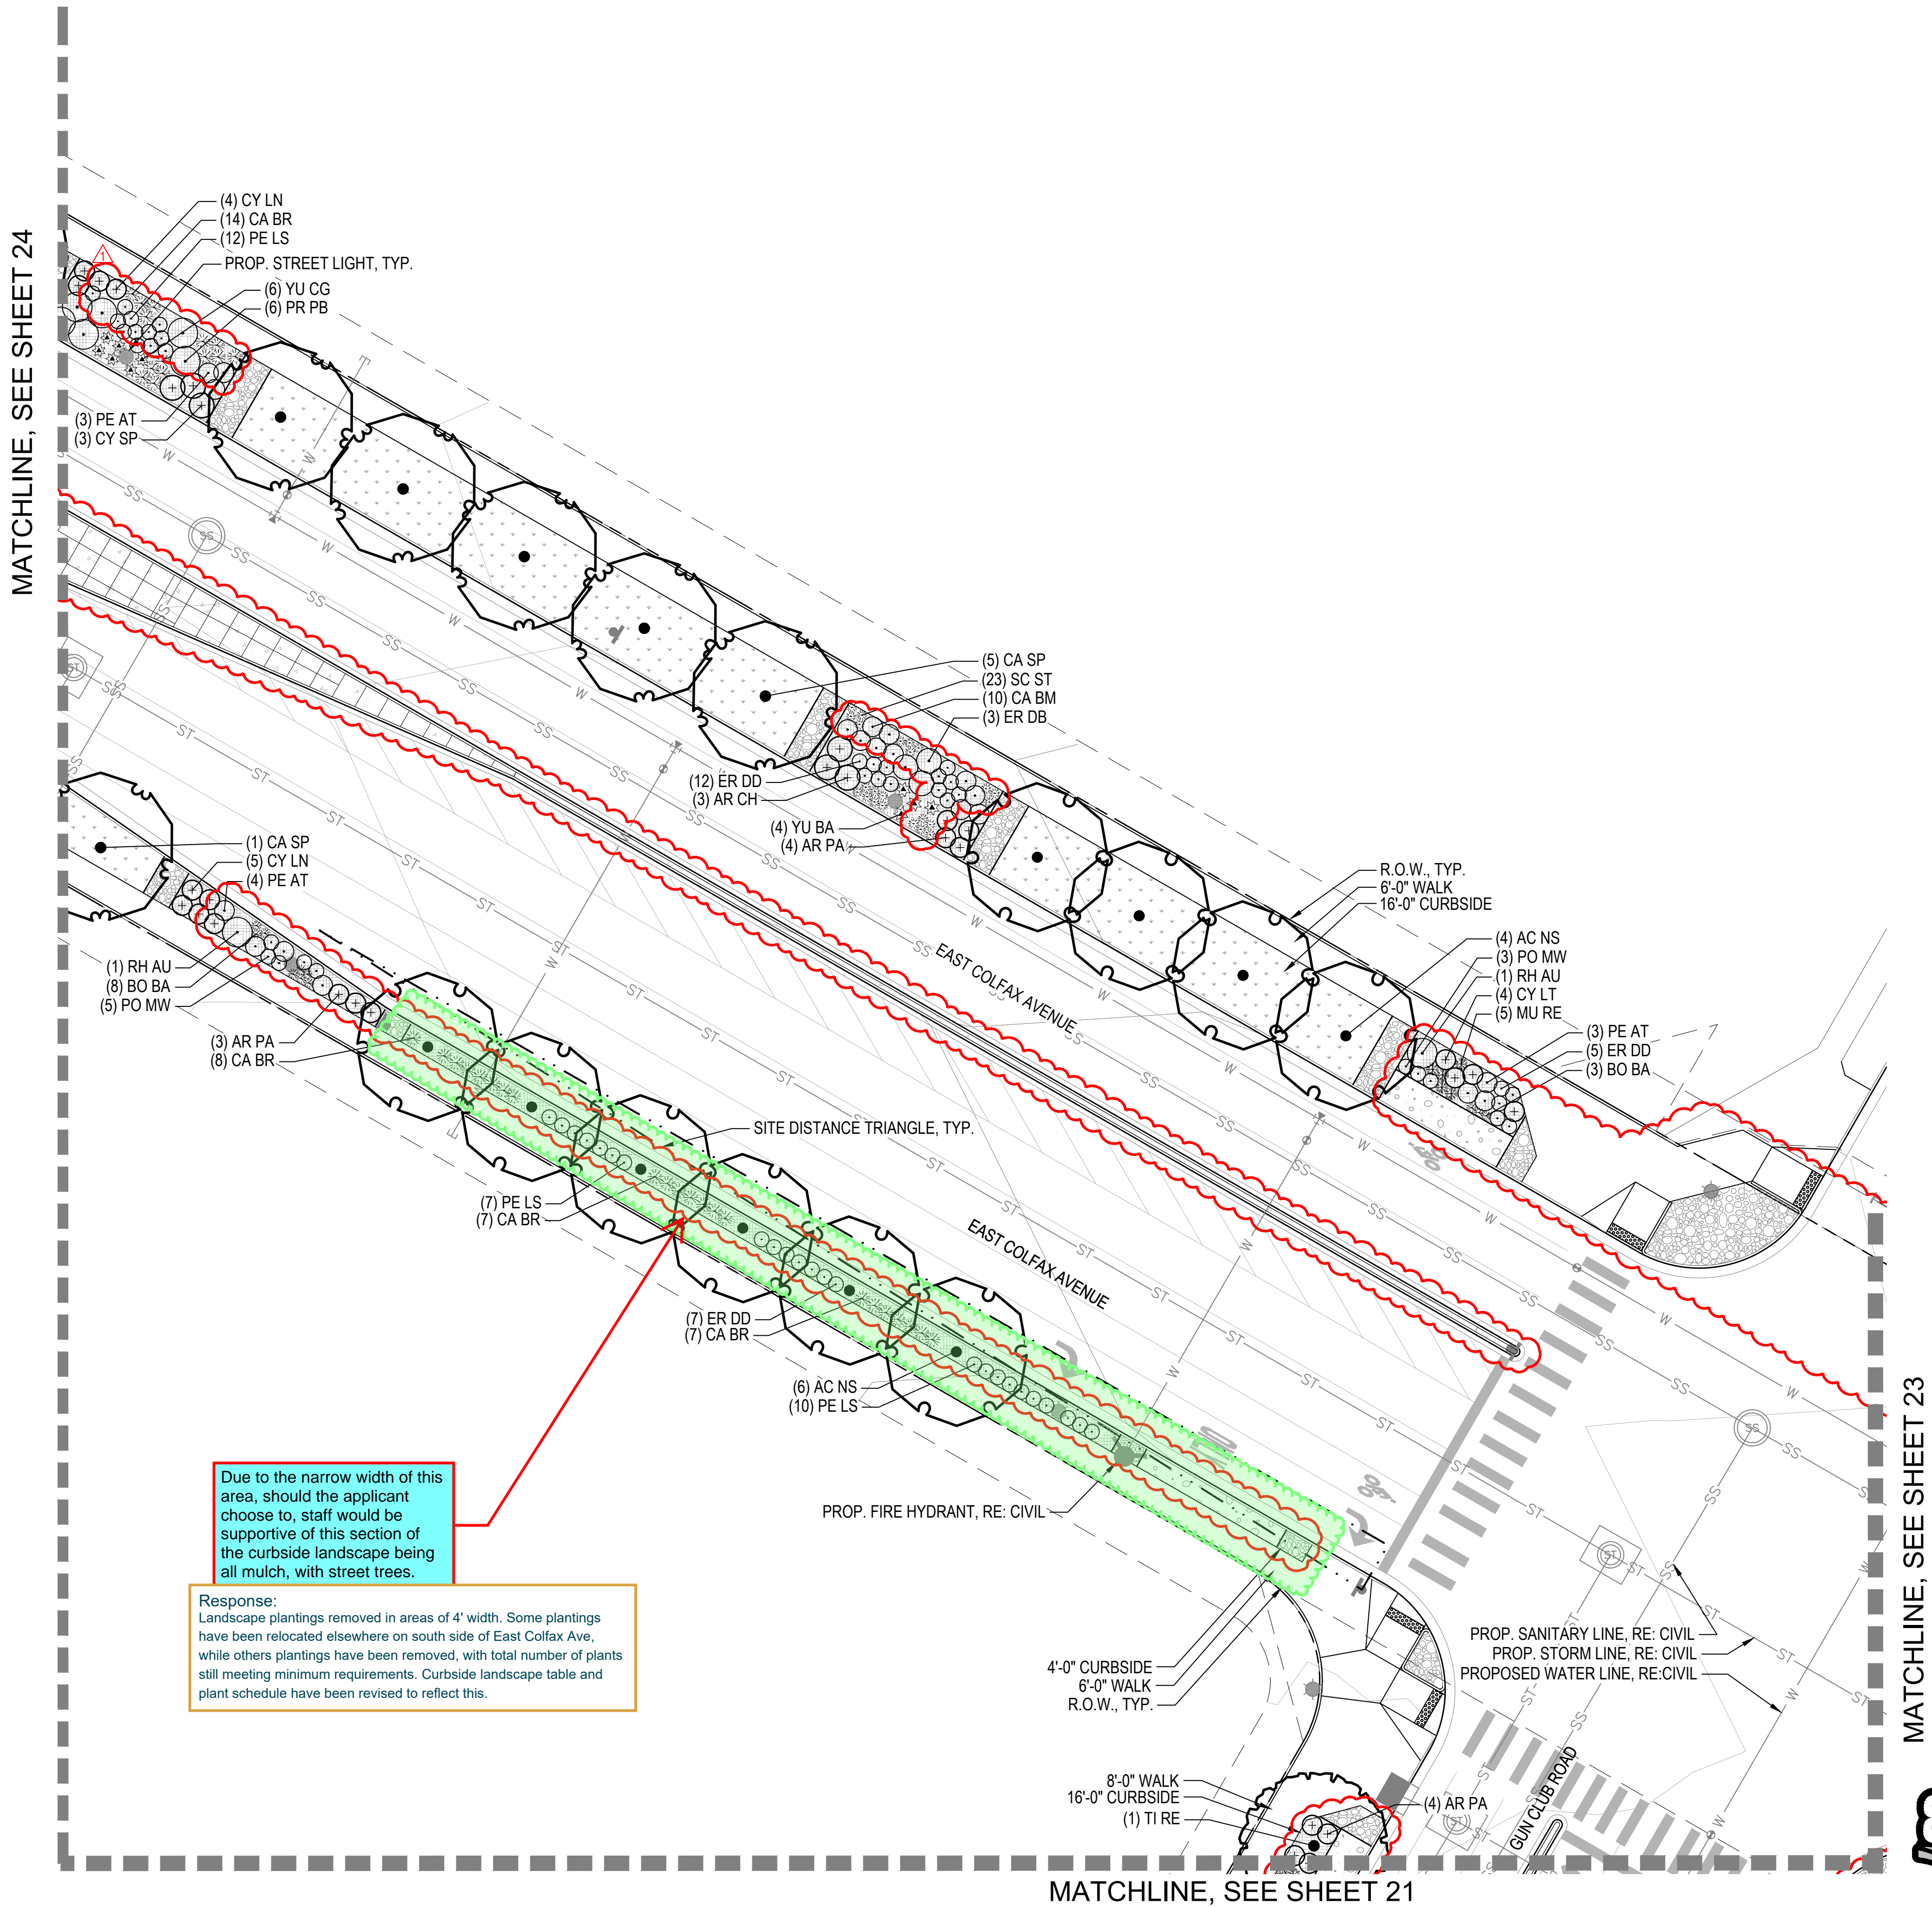 MATCHLINE, SEE SHEET 24
(4) CY LN
(14) CA BR
(12) PE LS
PROP. STREET LIGHT, TYP.
(6) YU CG
(6) PR PB
1
(3) PE AT
(3) CY SP
(5) CA SP
(23) SC ST
(10) CA BM
(3) ER DB
(12) ER DD
(3) AR CH
(4) YU BA
(4) AR PA
(1) CA SP
(5) CY LN
(4) PE AT
(1) RH AU
(8) BO BA
(5) PO MW
(3) AR PA
(8) CA BR
R.O.W., TYP.
6'-0" WALK
16'-0" CURBSIDE
(4) AC NS
(3) PO MW
(1) RH AU
(4) CY LT
(5) MU RE
(3) PE AT
(5) ER DD
(3) BO BA
EAST COLFAX AVENUE
SITE DISTANCE TRIANGLE, TYP.
(7) PE LS
(7) CA BR
EAST COLFAX AVENUE
(7) ER DD
(7) CA BR
(6) AC NS
(10) PE LS
PROP. FIRE HYDRANT, RE: CIVIL
Due to the narrow width of this
area, should the applicant
choose to, staff would be
supportive of this section of
the curbside landscape being
all mulch, with street trees.
Response:
Landscape plantings removed in areas of 4' width. Some plantings
have been relocated elsewhere on south side of East Colfax Ave,
while others plantings have been removed, with total number of plants
still meeting minimum requirements. Curbside landscape table and
plant schedule have been revised to reflect this.
4'-0" CURBSIDE
6'-0" WALK
R.O.W., TYP.
PROP. SANITARY LINE, RE: CIVIL
PROP. STORM LINE, RE: CIVIL
PROPOSED WATER LINE, RE:CIVIL
8'-0" WALK
16'-0" CURBSIDE
(1) TI RE
(4) AR PA
GUN CLUB ROAD
MATCHLINE, SEE SHEET 23
MATCHLINE, SEE SHEET 21